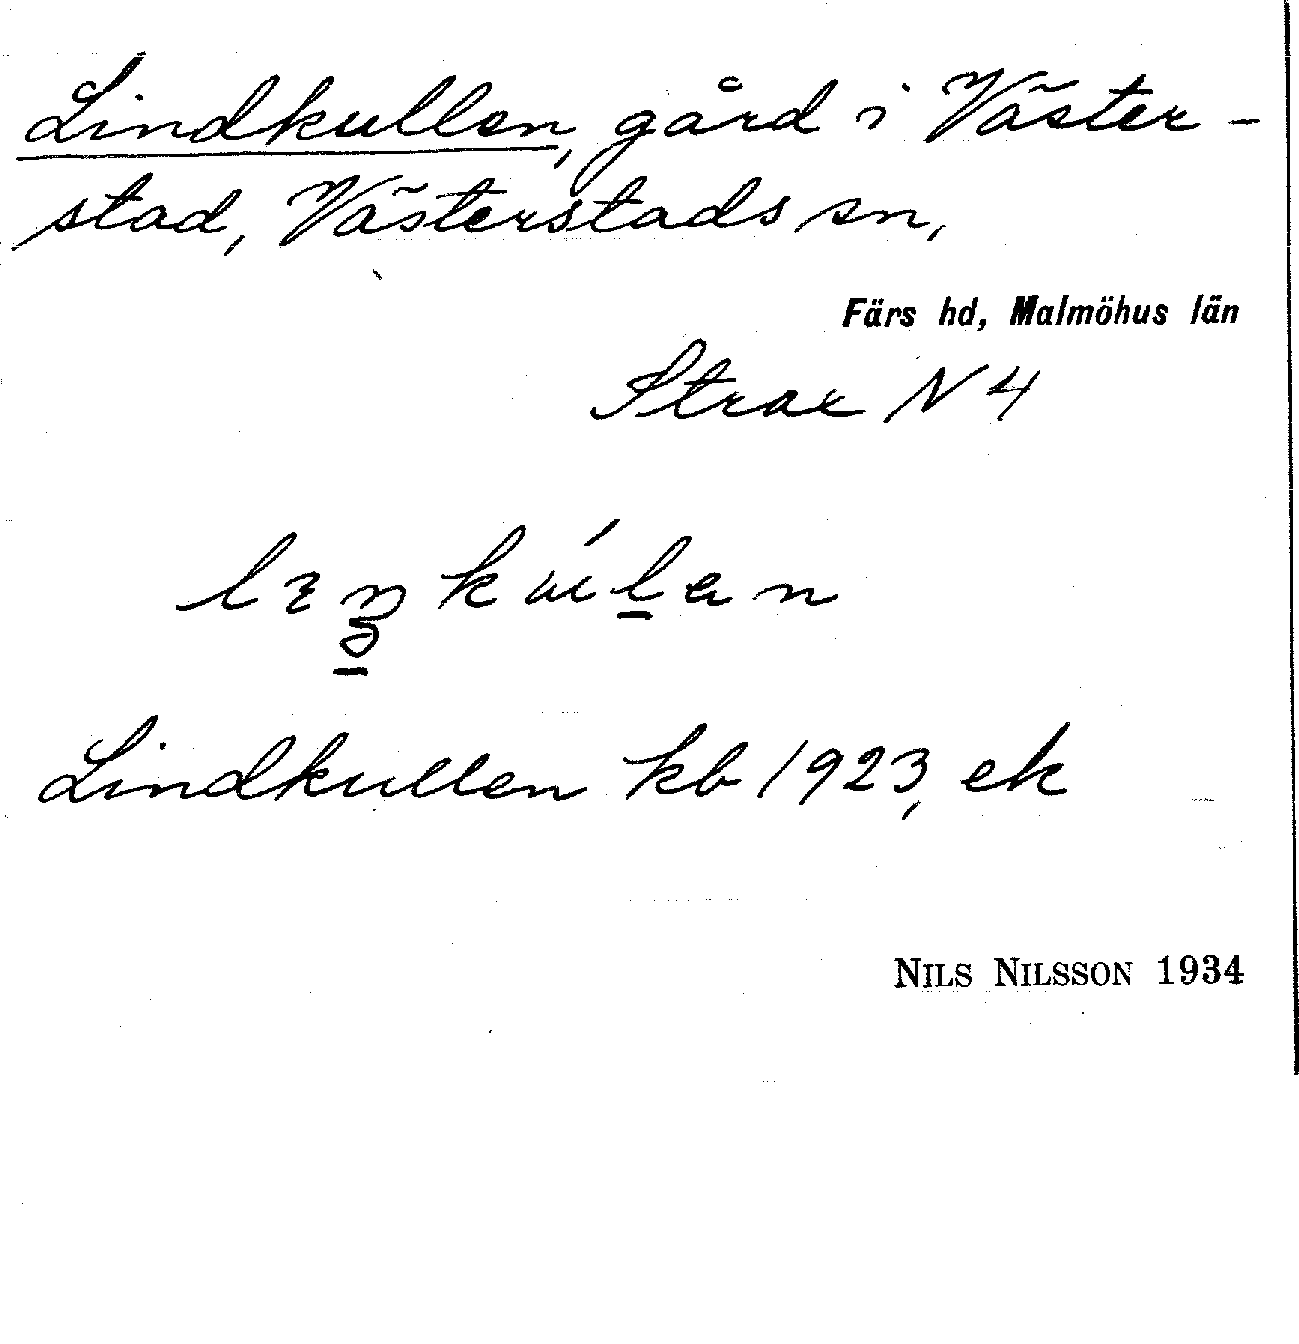 Lindkullen, gård i Väster-
stad, Västerstads sn,
Färs hd, Malmöhus län
Strax N 4
Lindkullen kb 1923, ek
NILS NILSSON 1934